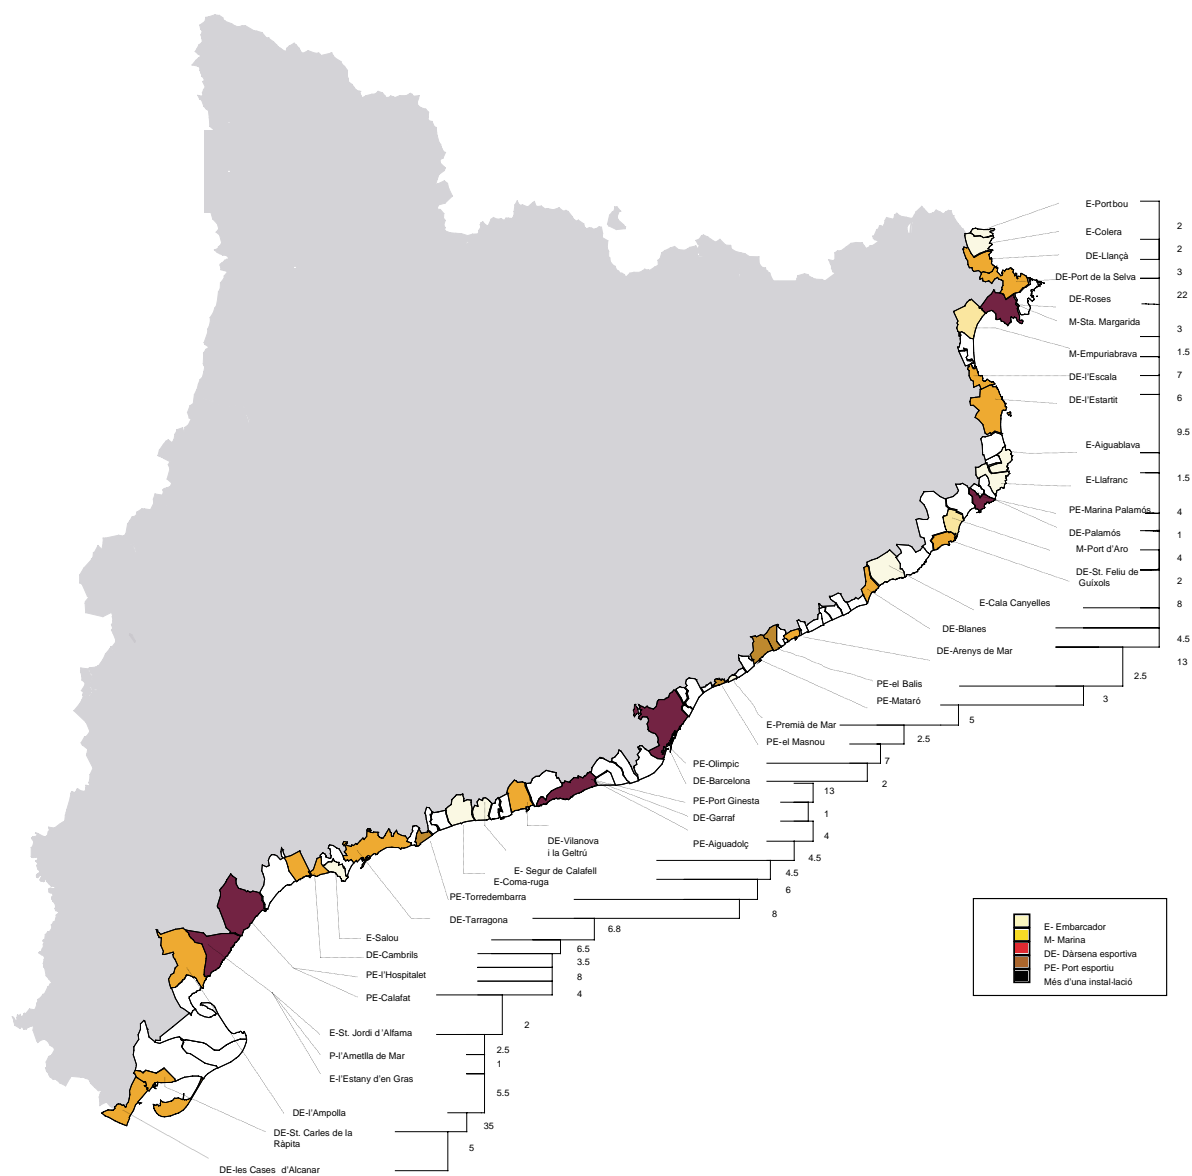 E-Portbou
2
E-Colera
2
DE-Llançà
3
DE-Port de la Selva
22
DE-Roses
M-Sta. Margarida
3
M-Empuriabrava
1.5
DE-l'Escala
7
DE-l'Estartit
6
9.5
E-Aiguablava
1.5
E-Llafranc
PE-Marina Palamós
4
DE-Palamós
1
M-Port d'Aro
4
DE-St. Feliu de
Guíxols
2
E-Cala Canyelles
8
DE-Blanes
4.5
DE-Arenys de Mar
13
2.5
PE-el Balis
3
PE-Mataró
5
E-Premià de Mar
2.5
PE-el Masnou
7
PE-Olimpic
2
DE-Barcelona
13
PE-Port Ginesta
1
DE-Garraf
4
PE-Aiguadolç
4.5
DE-Vilanova
i la Geltrú
4.5
E- Segur de Calafell
E-Coma-ruga
6
PE-Torredembarra
8
DE-Tarragona
6.8
E-Salou
6.5
DE-Cambrils
3.5
PE-l'Hospitalet
8
PE-Calafat
4
2
E-St. Jordi d'Alfama
2.5
P-l'Ametlla de Mar
1
E-l'Estany d'en Gras
5.5
DE-l'Ampolla
35
DE-St. Carles de la
Ràpita
5
DE-les Cases d'Alcanar
E- Embarcador
M- Marina
DE- Dàrsena esportiva
PE- Port esportiu
Més d'una instal·lació